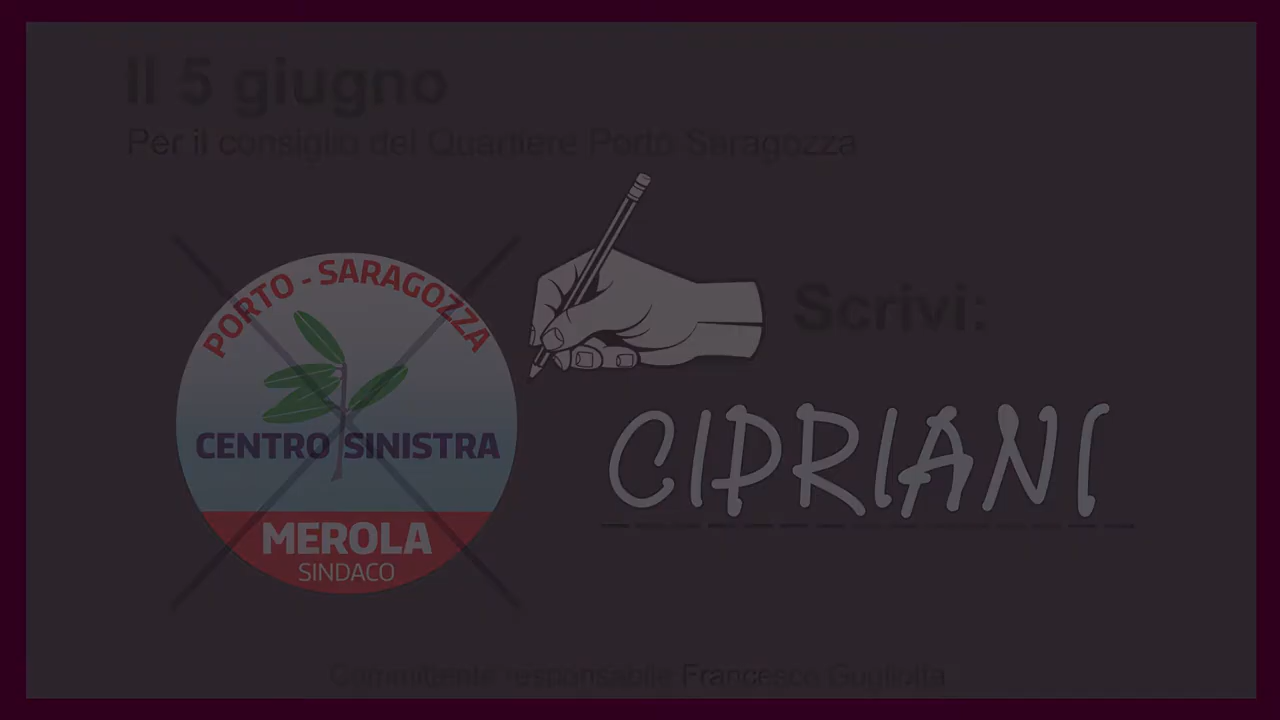 Il 5 giugno
Per il consiglio del Quartiere Porto Saragozza
PORTO - SARAGOZZA
CENTRO SINISTRA
MEROLA
SINDACO
Scrivi:
CIPRIANI
Committente responsabile Francesco Gugliotta